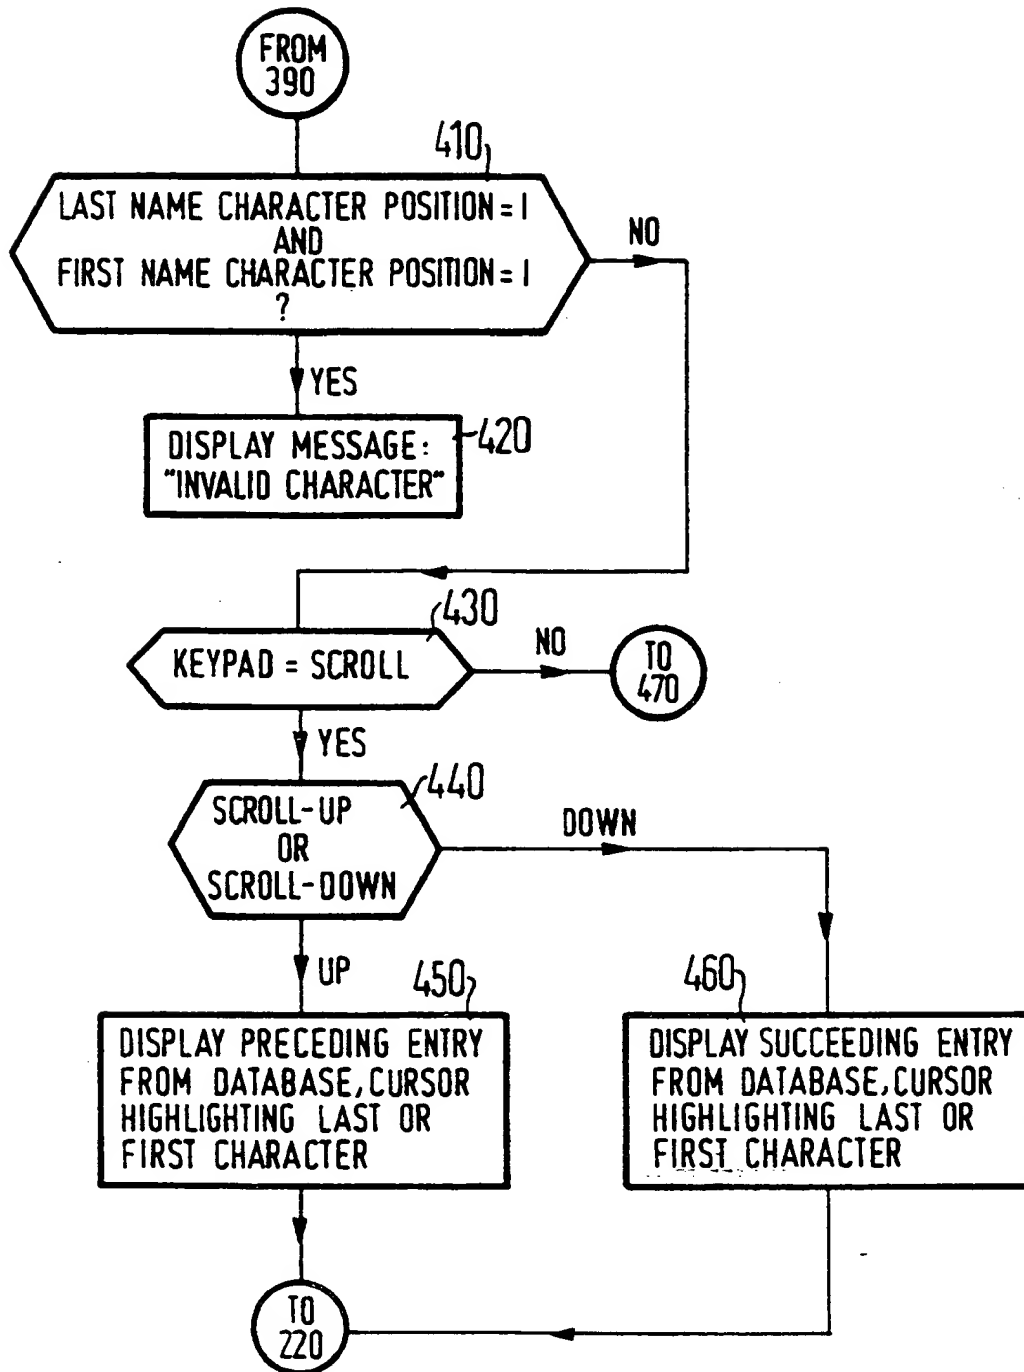 FROM
390
410
LAST NAME CHARACTER POSITION = 1
AND
FIRST NAME CHARACTER POSITION = 1
?
NO
YES
420
DISPLAY MESSAGE:
"INVALID CHARACTER"
430
KEYPAD = SCROLL
NO
TO
470
YES
440
SCROLL-UP
OR
SCROLL-DOWN
DOWN
UP
450
DISPLAY PRECEDING ENTRY
FROM DATABASE, CURSOR
HIGHLIGHTING LAST OR
FIRST CHARACTER
460
DISPLAY SUCCEEDING ENTRY
FROM DATABASE, CURSOR
HIGHLIGHTING LAST OR
FIRST CHARACTER
TO
220